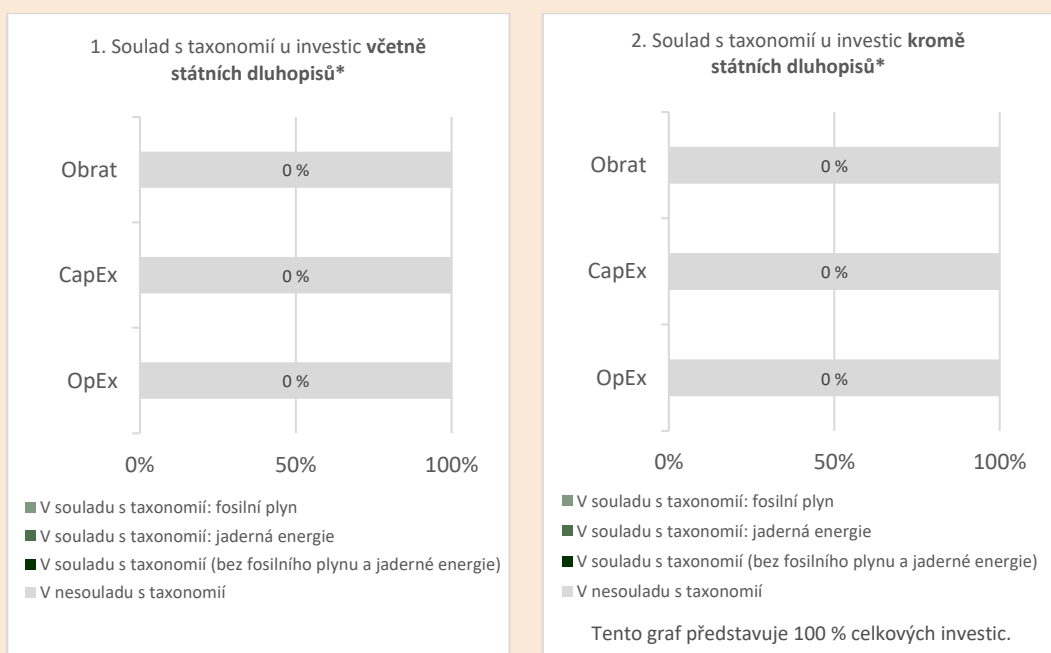 1. Soulad s taxonomií u investic včetně
státních dluhopisů*
Obrat
0 %
CapEx
0 %
OpEx
0 %
0%
50%
100%
V souladu s taxonomií: fosilní plyn
V souladu s taxonomií: jaderná energie
V souladu s taxonomií (bez fosilního plynu a jaderné energie)
V nesouladu s taxonomií
2. Soulad s taxonomií u investic kromě
státních dluhopisů*
Obrat
0 %
CapEx
0 %
OpEx
0 %
0%
50%
100%
V souladu s taxonomií: fosilní plyn
V souladu s taxonomií: jaderná energie
V souladu s taxonomií (bez fosilního plynu a jaderné energie)
V nesouladu s taxonomií
Tento graf představuje 100 % celkových investic.